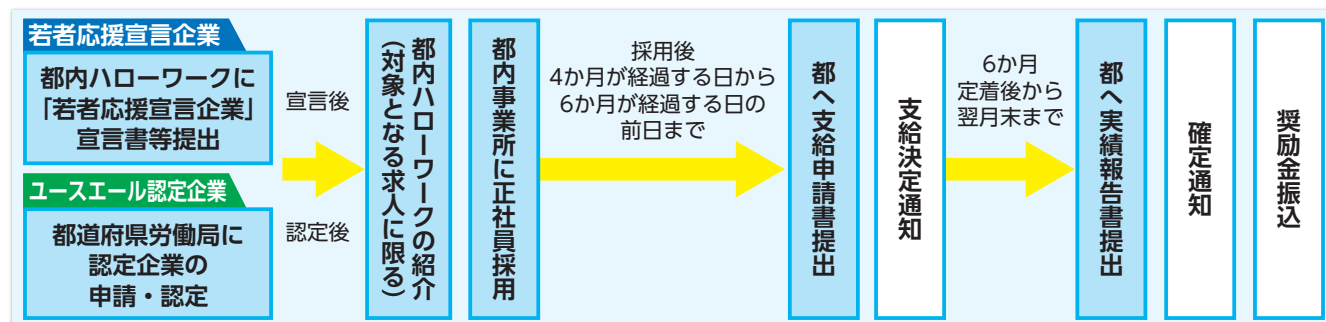 若者応援宣言企業
都内ハローワークに
「若者応援宣言企業」
宣言書等提出
ユースエール認定企業
都道府県労働局に
認定企業の
申請・認定
宣言後
認定後
都内ハローワークの紹介
(対象となる求人に限る)
都内事業所に正社員採用
採用後
4か月が経過する日から
6か月が経過する日の
前日まで
都へ支給申請書提出
支給決定通知
6か月
定着後から
翌月末まで
都へ実績報告書提出
確定通知
奨励金振込